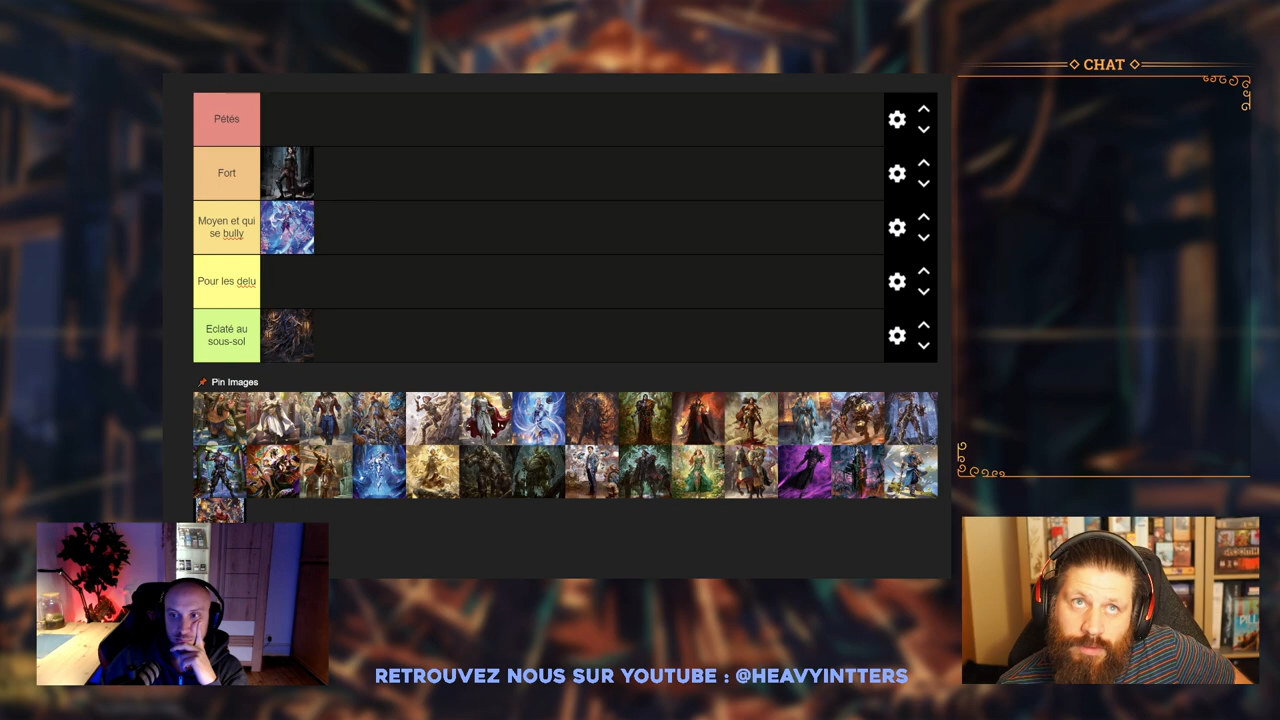 CHAT
Pétés
Fort
Moyen et qui
se bully
Pour les delu
Eclaté au
sous-sol
Pin Images
RETROUVEZ NOUS SUR YOUTUBE : @HEAVYINTTERS